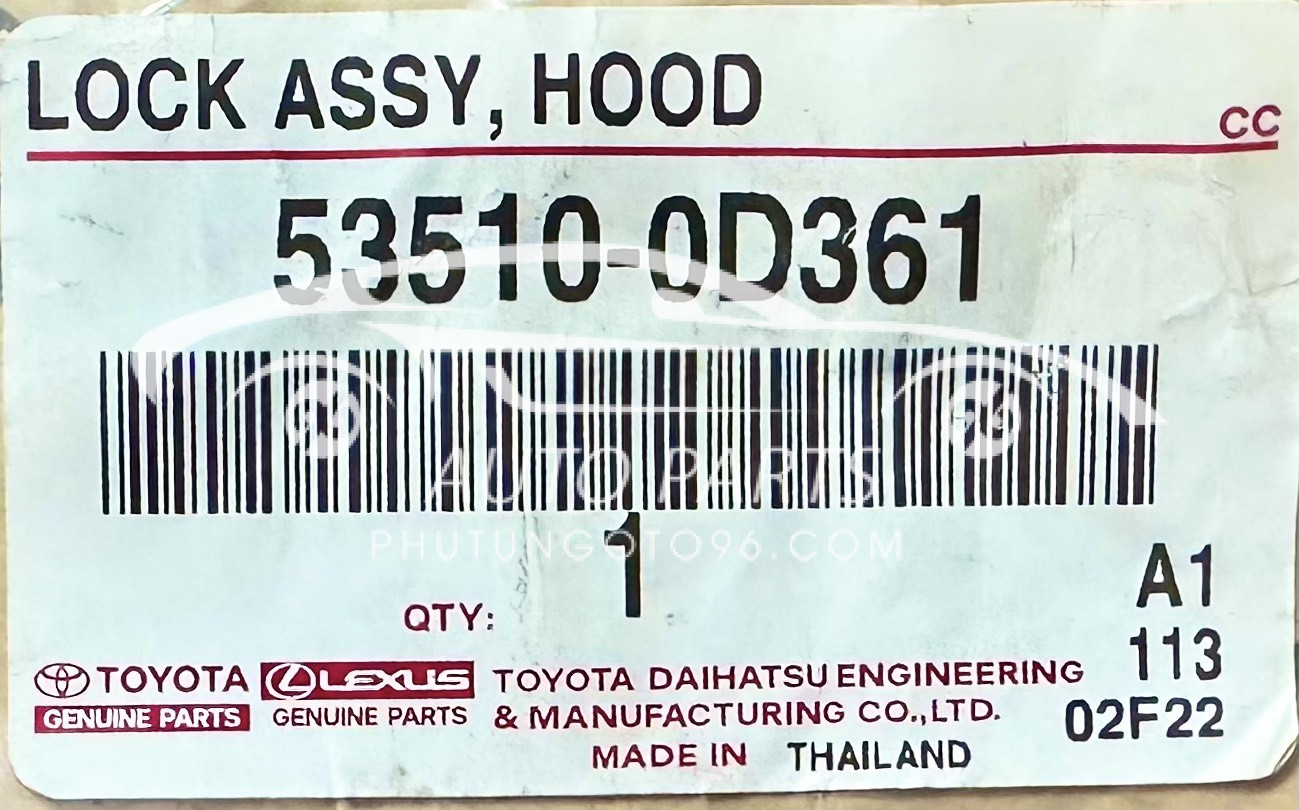 LOCK ASSY, HOOD
CC
53510-0D361
AUTO PARTS
PHUTUNGOTO96.COM
1
QTY:
A1
113
02F22
TOYOTA
GENUINE PARTS
LEXUS
GENUINE PARTS
TOYOTA DAIHATSU ENGINEERING
& MANUFACTURING CO.,LTD.
MADE IN THAILAND